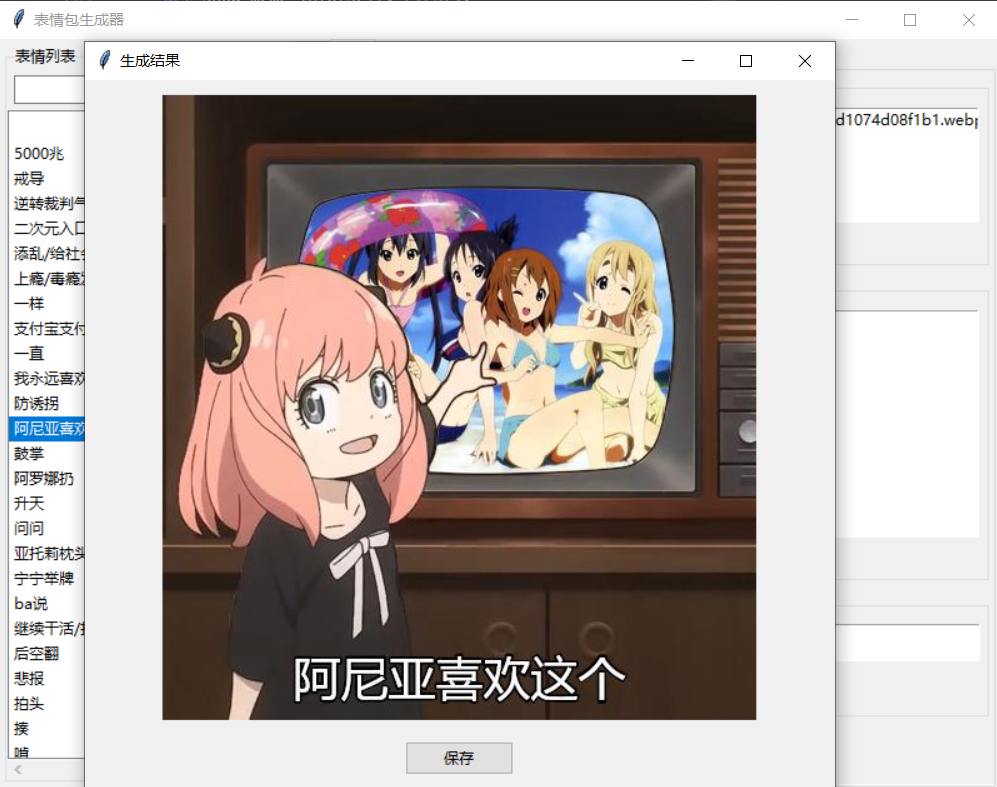 表情包生成器
表情列表
生成结果
d1074d08f1b1.webp
5000兆
戒导
逆转裁判气
二次元入口
添乱/给社会
上瘾/毒瘾发
一样
支付宝支付
一直
我永远喜欢
防诱拐
阿尼亚喜欢
鼓掌
阿罗娜扔
升天
问问
亚托莉枕头
宁宁举牌
ba说
继续干活/打
后空翻
悲报
拍头
揍
啃
阿尼亚喜欢这个
保存